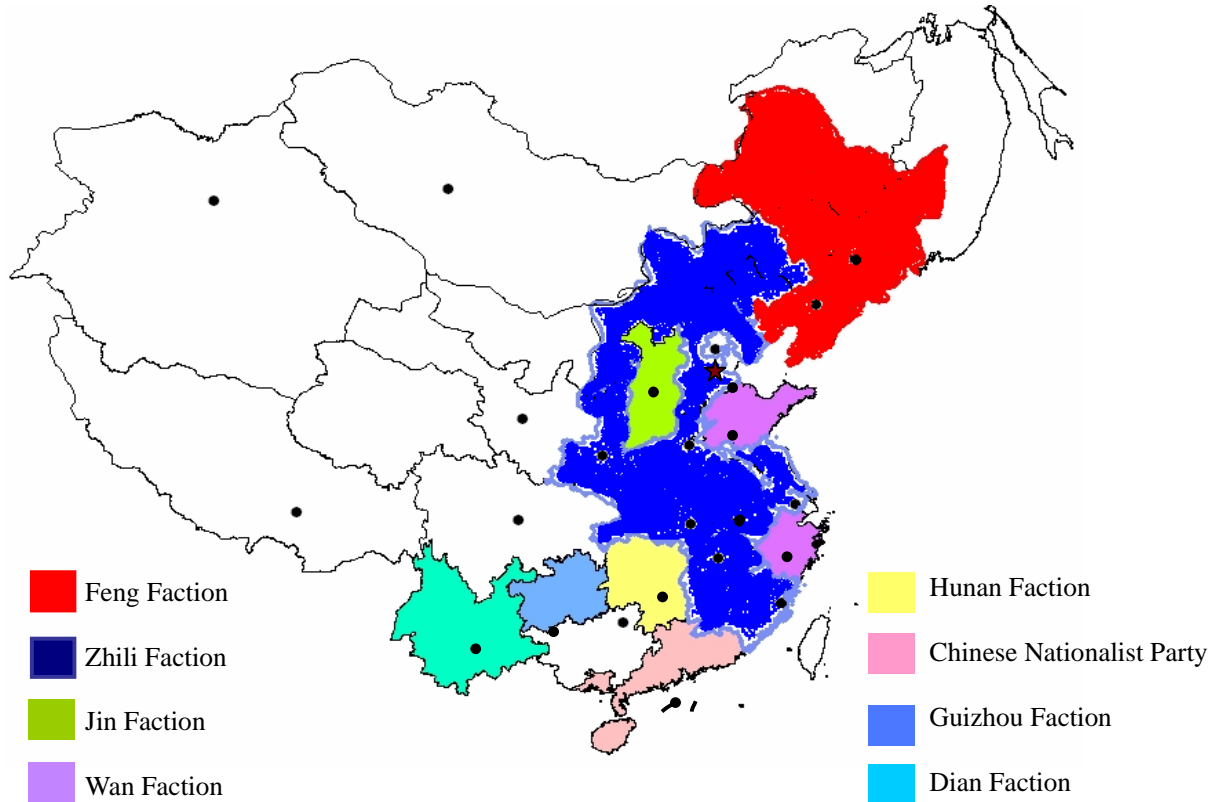 Feng Faction
Zhili Faction
Jin Faction
Wan Faction
Hunan Faction
Chinese Nationalist Party
Guizhou Faction
Dian Faction